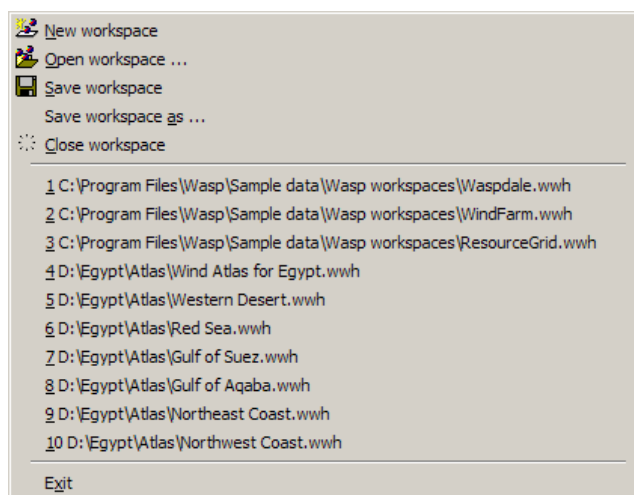 New workspace
Open workspace ...
Save workspace
Save workspace as ...
Close workspace
1 C:\Program Files\Wasp\Sample data\Wasp workspaces\Waspdale.wwh
2 C:\Program Files\Wasp\Sample data\Wasp workspaces\WindFarm.wwh
3 C:\Program Files\Wasp\Sample data\Wasp workspaces\ResourceGrid.wwh
4 D:\Egypt\Atlas\Wind Atlas for Egypt.wwh
5 D:\Egypt\Atlas\Western Desert.wwh
6 D:\Egypt\Atlas\Red Sea.wwh
7 D:\Egypt\Atlas\Gulf of Suez.wwh
8 D:\Egypt\Atlas\Gulf of Aqaba.wwh
9 D:\Egypt\Atlas\Northeast Coast.wwh
10 D:\Egypt\Atlas\Northwest Coast.wwh
Exit